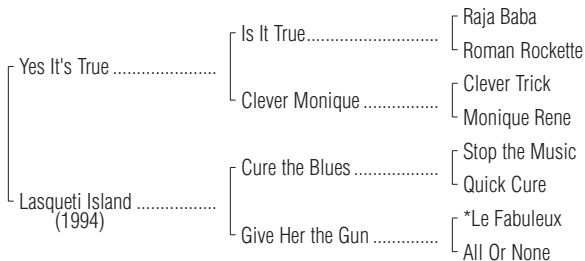 Raja Baba
Is It True
Roman Rockette
Yes It's True
Clever Trick
Clever Monique
Monique Rene
Stop the Music
Cure the Blues
Quick Cure
Lasqueti Island
(1994)
*Le Fabuleux
Give Her the Gun
All Or None